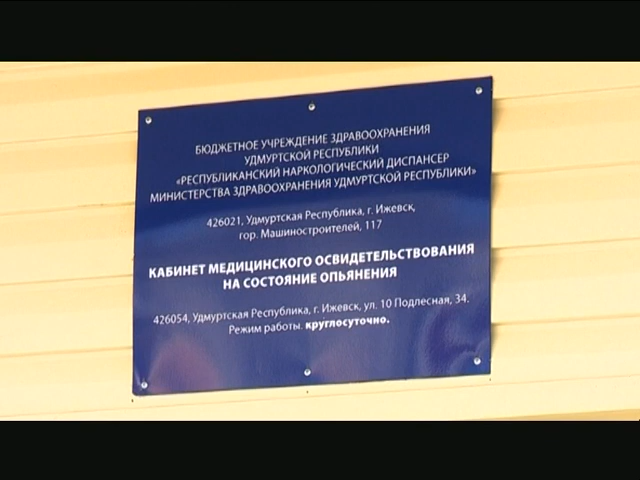 БЮДЖЕТНОЕ УЧРЕЖДЕНИЕ ЗДРАВООХРАНЕНИЯ
УДМУРТСКОЙ РЕСПУБЛИКИ
«РЕСПУБЛИКАНСКИЙ НАРКОЛОГИЧЕСКИЙ ДИСПАНСЕР
МИНИСТЕРСТВА ЗДРАВООХРАНЕНИЯ УДМУРТСКОЙ РЕСПУБЛИКИ»
426021, Удмуртская Республика, г. Ижевск,
гор. Машиностроителей, 117
КАБИНЕТ МЕДИЦИНСКОГО ОСВИДЕТЕЛЬСТВОВАНИЯ
НА СОСТОЯНИЕ ОПЬЯНЕНИЯ
426054, Удмуртская Республика, г. Ижевск, ул. 10 Подлесная, 34.
Режим работы. круглосуточно.